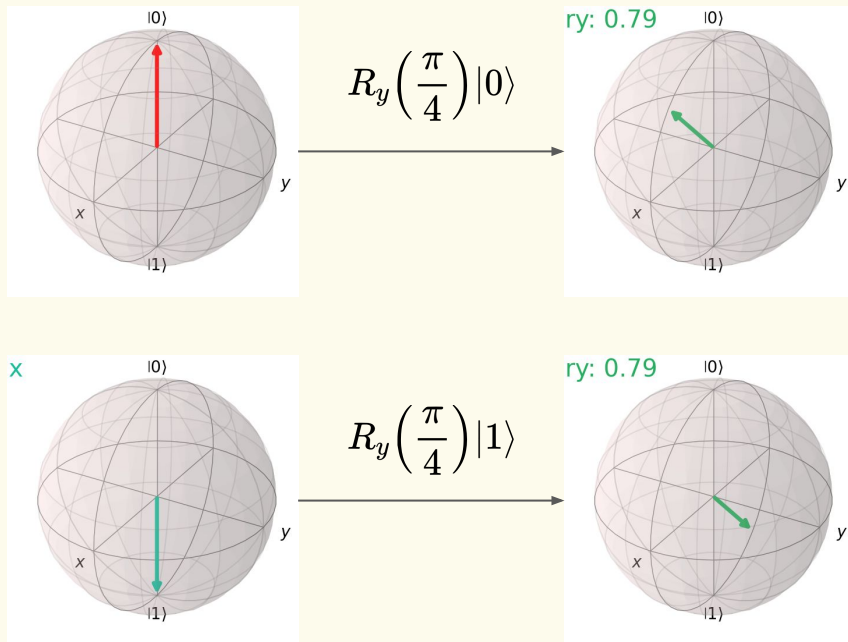 |0⟩
x
y
|1⟩
R_y(π/4)|0⟩
ry: 0.79
|0⟩
x
y
|1⟩
x
|0⟩
x
y
|1⟩
R_y(π/4)|1⟩
ry: 0.79
|0⟩
x
y
|1⟩